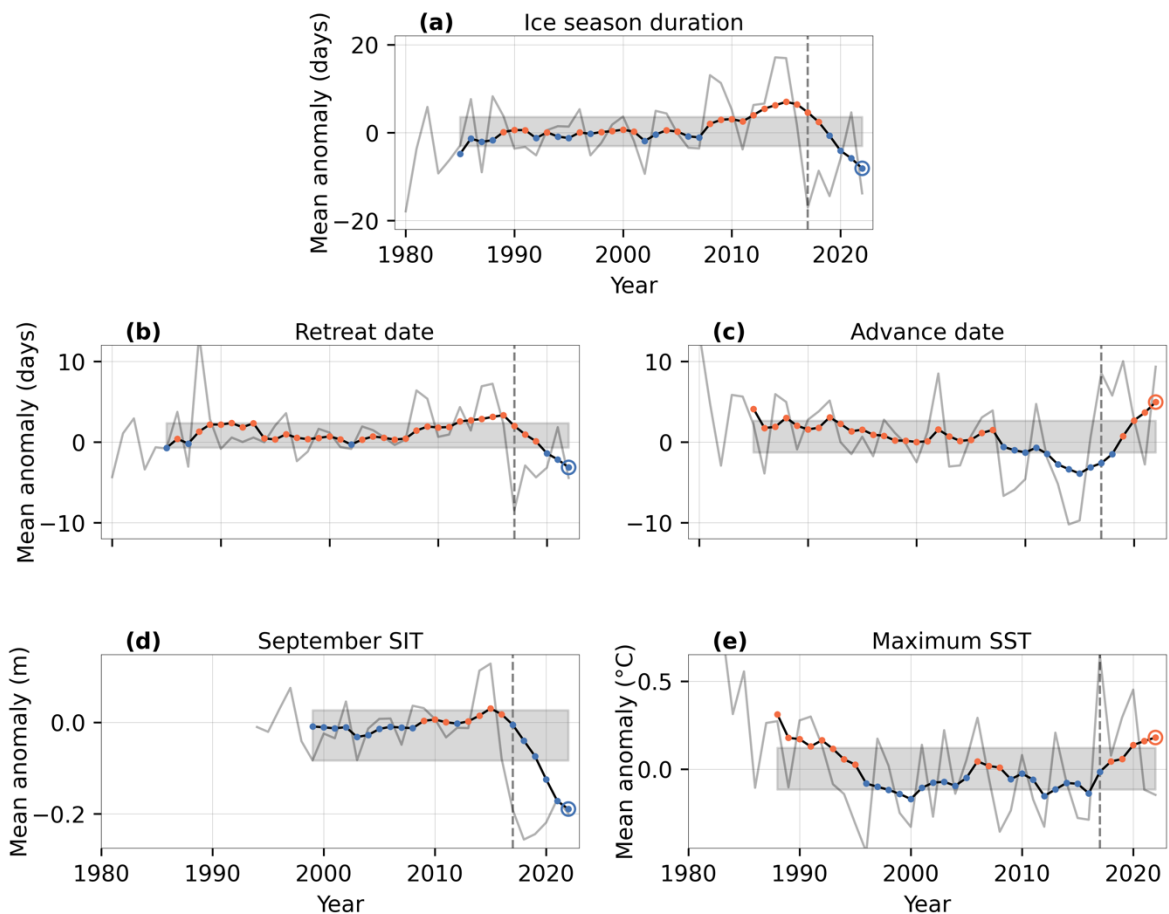 (a) Ice season duration
Mean anomaly (days)
20
0
−20
1980 1990 2000 2010 2020
Year
(b) Retreat date
Mean anomaly (days)
10
0
−10
(c) Advance date
10
0
−10
(d) September SIT
Mean anomaly (m)
0.0
−0.2
1980 1990 2000 2010 2020
Year
(e) Maximum SST
Mean anomaly (°C)
0.5
0.0
1980 1990 2000 2010 2020
Year